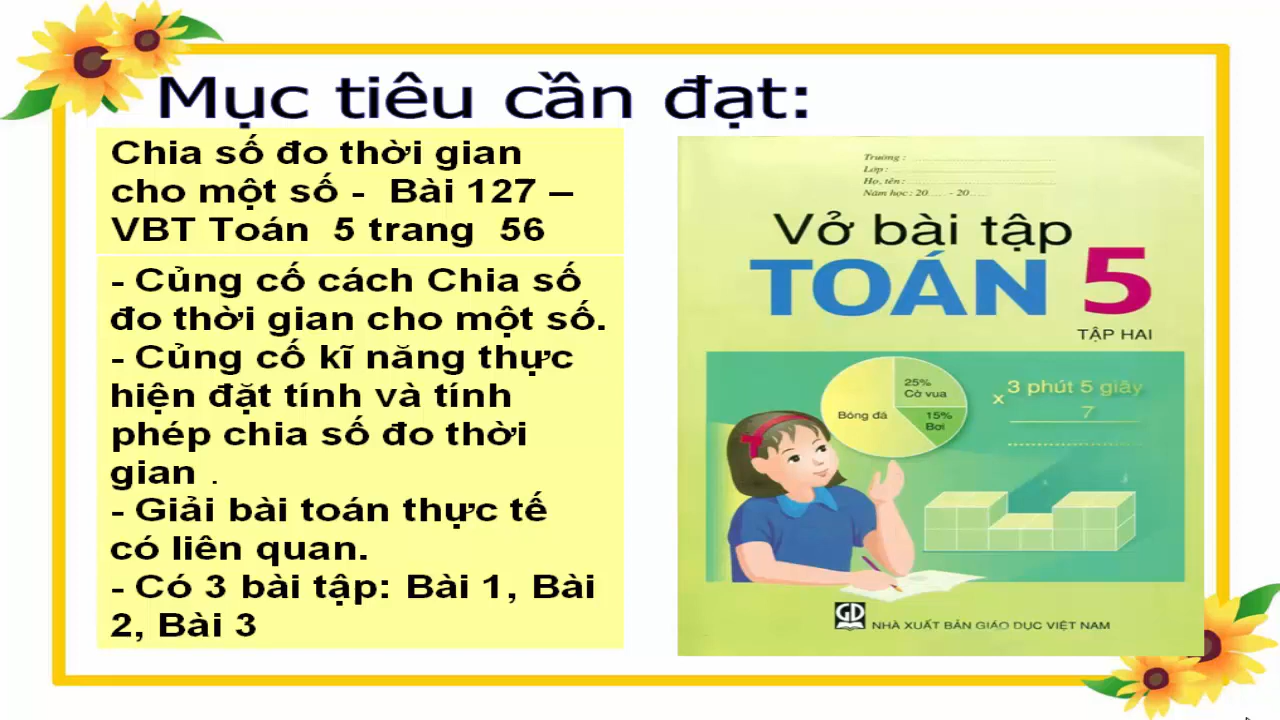 Mục tiêu cần đạt:
Chia số đo thời gian
cho một số - Bài 127 –
VBT Toán 5 trang 56
- Củng cố cách Chia số
đo thời gian cho một số.
- Củng cố kĩ năng thực
hiện đặt tính và tính
phép chia số đo thời
gian .
- Giải bài toán thực tế
có liên quan.
- Có 3 bài tập: Bài 1, Bài
2, Bài 3
Trường : ..............
Lớp : ..............
Họ, tên : ..............
Năm học : 20 ..... - 20 .....
Vở bài tập
TOÁN 5
TẬP HAI
25%
Cờ vua
Bóng đá
15%
Bơi
3 phút 5 giây
x
7
GD
NHÀ XUẤT BẢN GIÁO DỤC VIỆT NAM